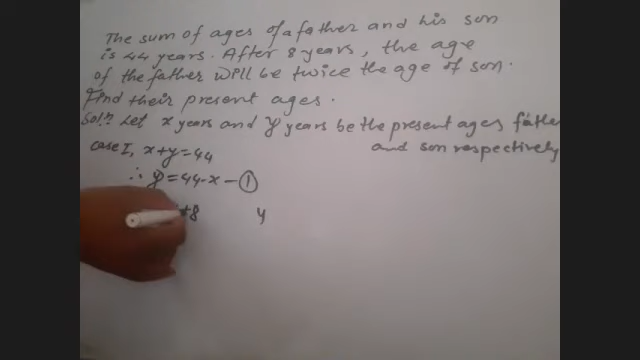 The sum of ages of a father and his son
is 44 years. After 8 years, the age
of the father will be twice the age of son.
Find their present ages.
Solⁿ: Let x years and y years be the present ages father
and son respectively
case I, x+y=44
∴ y = 44-x - ①
+8 y